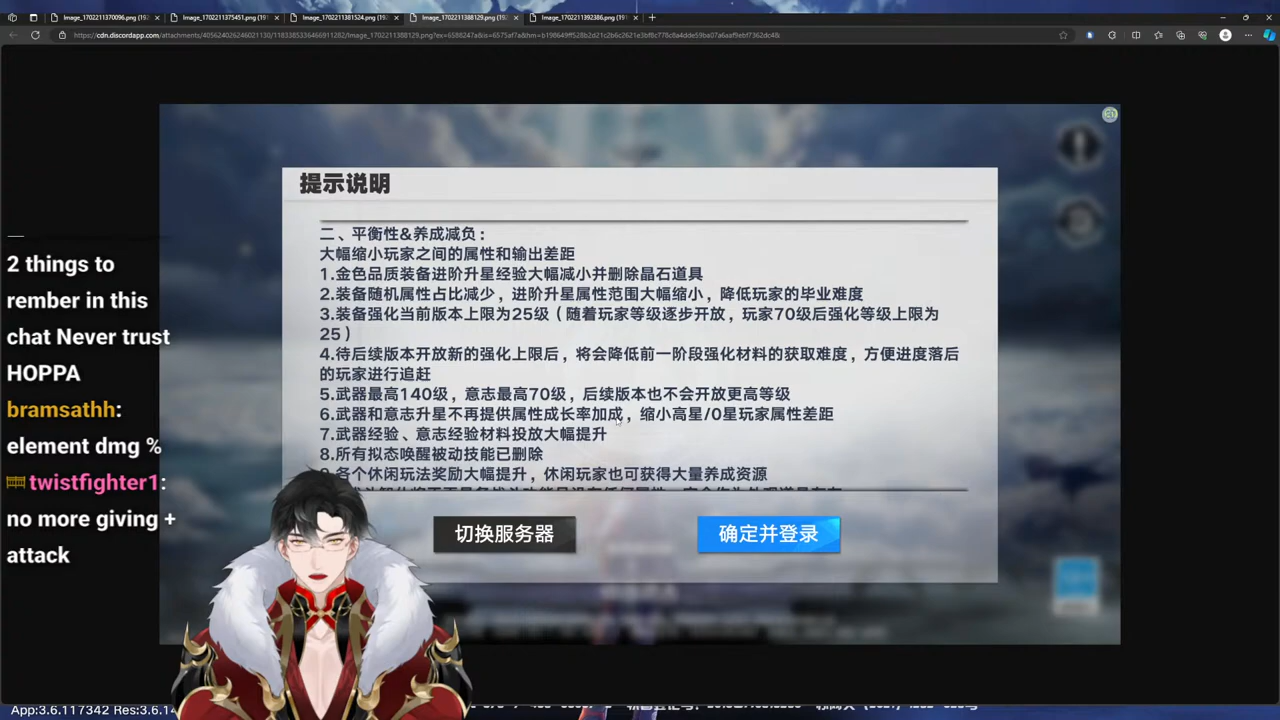 Image_1702211370096.png (192
Image_1702211375451.png (191
Image_1702211381524.png (192
Image_1702211388129.png (192
Image_1702211392386.png (191
提示说明
二、平衡性&养成减负：
大幅缩小玩家之间的属性和输出差距
1.金色品质装备进阶升星经验大幅减小并删除晶石道具
2.装备随机属性占比减少，进阶升星属性范围大幅缩小，降低玩家的毕业难度
3.装备强化当前版本上限为25级（随着玩家等级逐步开放，玩家70级后强化等级上限为
25）
4.待后续版本开放新的强化上限后，将会降低前一阶段强化材料的获取难度，方便进度落后
的玩家进行追赶
5.武器最高140级，意志最高70级，后续版本也不会开放更高等级
6.武器和意志升星不再提供属性成长率加成，缩小高星/0星玩家属性差距
7.武器经验、意志经验材料投放大幅提升
8.所有拟态唤醒被动技能已删除
9.各个休闲玩法奖励大幅提升，休闲玩家也可获得大量养成资源
切换服务器
确定并登录
2 things to
rember in this
chat Never trust
HOPPA
bramsathh:
element dmg %
twistfighter1:
no more giving +
attack
App:3.6.117342 Res:3.6.14